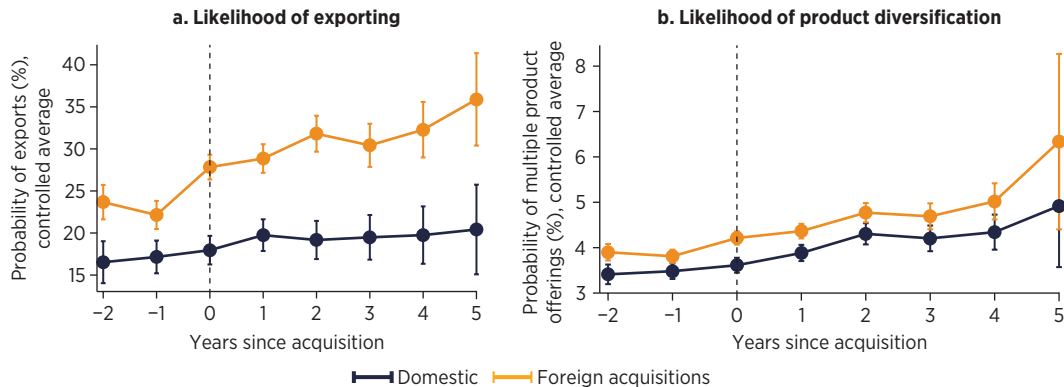 a. Likelihood of exporting
Probability of exports (%),
controlled average
40
35
30
25
20
15
−2
−1
0
1
2
3
4
5
Years since acquisition
b. Likelihood of product diversification
Probability of multiple product
offerings (%), controlled average
8
7
6
5
4
3
−2
−1
0
1
2
3
4
5
Years since acquisition
Domestic
Foreign acquisitions